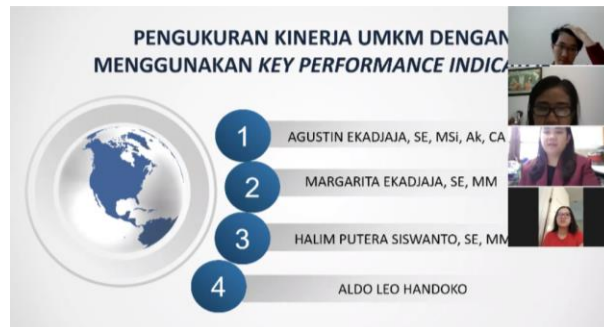 PENGUKURAN KINERJA UMKM DENGAN
MENGGUNAKAN KEY PERFORMANCE
1
AGUSTIN EKADJAJA, SE, MSi, Ak, CA
2
MARGARITA EKADJAJA, SE, MM
3
HALIM PUTERA SISWANTO, SE, MM
4
ALDO LEO HANDOKO